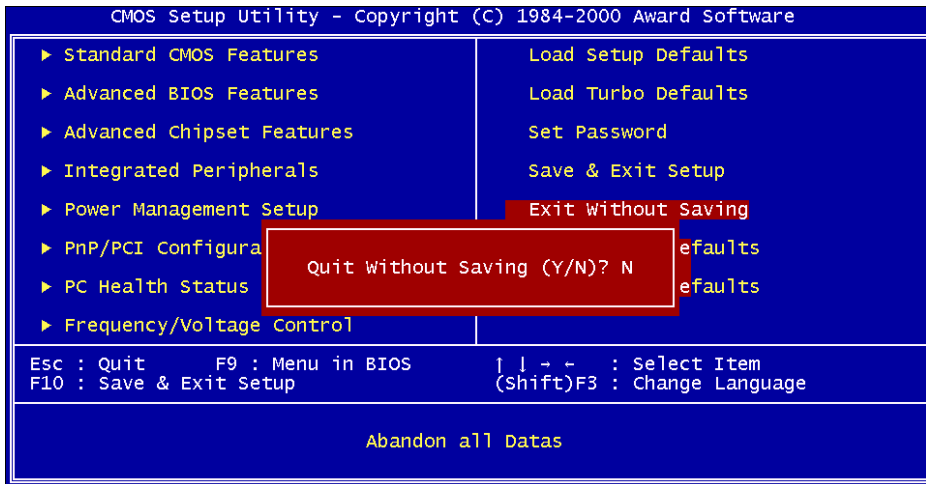 CMOS Setup Utility - Copyright (C) 1984-2000 Award Software
▶ Standard CMOS Features
▶ Advanced BIOS Features
▶ Advanced Chipset Features
▶ Integrated Peripherals
▶ Power Management Setup
▶ PnP/PCI Configura
▶ PC Health Status
▶ Frequency/Voltage Control
Load Setup Defaults
Load Turbo Defaults
Set Password
Save & Exit Setup
Exit Without Saving
efaults
efaults
Quit Without Saving (Y/N)? N
Esc : Quit F9 : Menu in BIOS ↑ ↓ → ← : Select Item
F10 : Save & Exit Setup (Shift)F3 : Change Language
Abandon all Datas